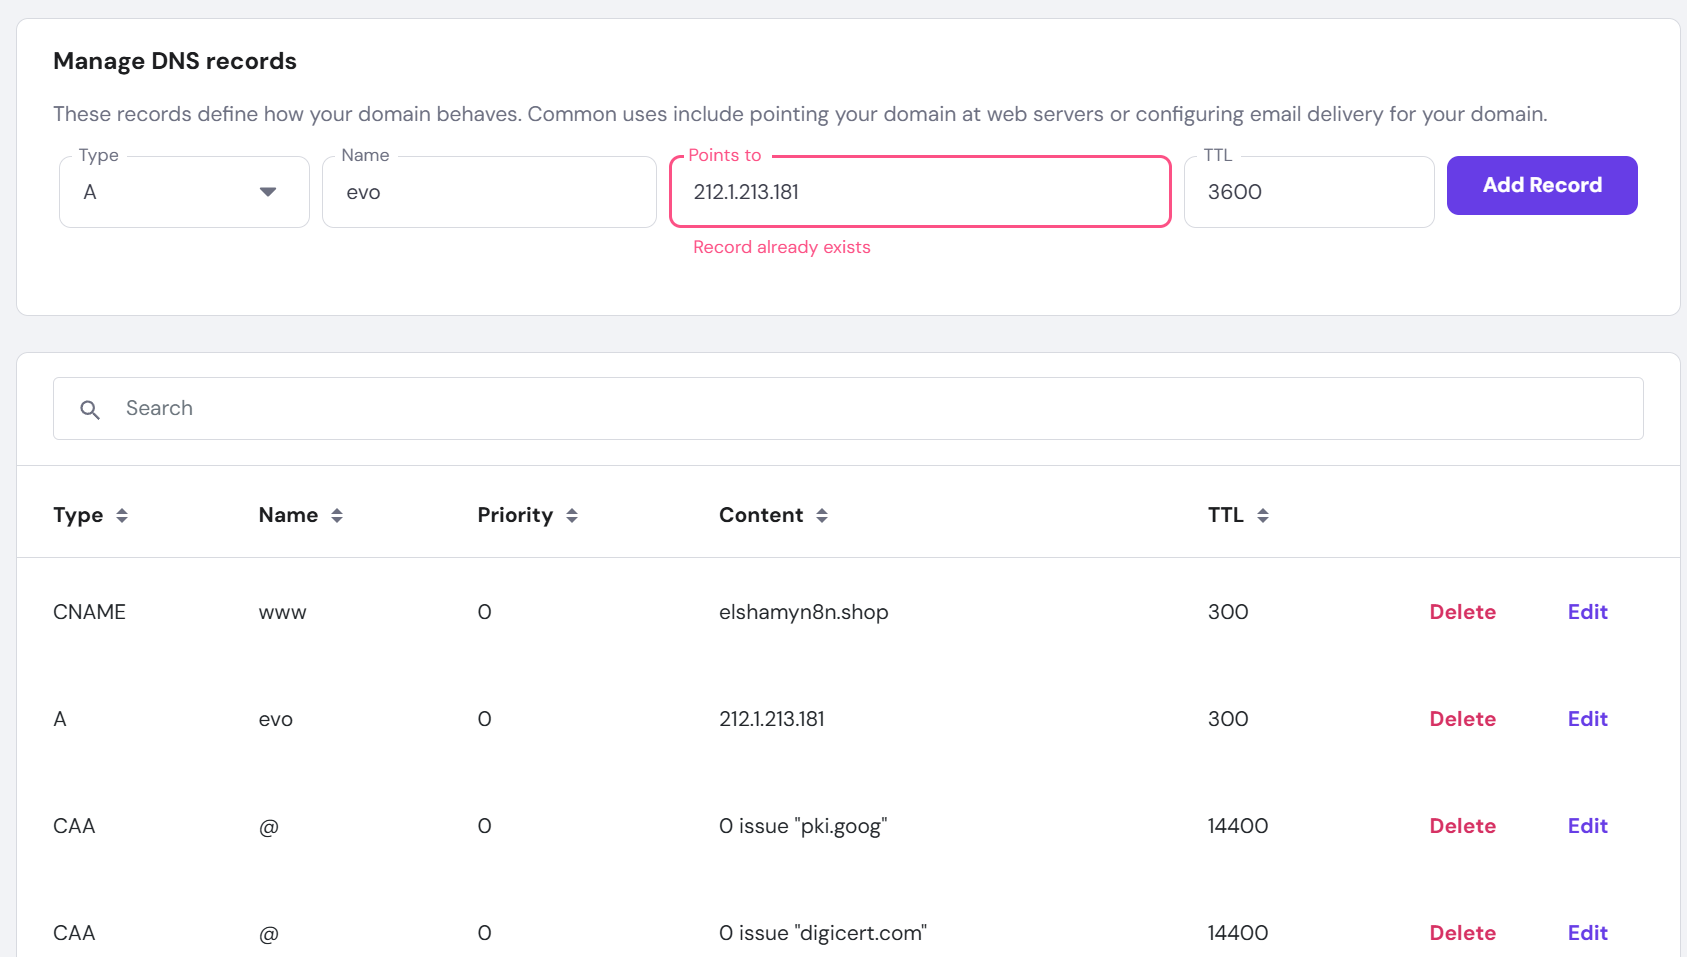 Manage DNS records
These records define how your domain behaves. Common uses include pointing your domain at web servers or configuring email delivery for your domain.
Type Name Points to TTL
A evo 212.1.213.181 3600 Add Record
Record already exists
Search
Type Name Priority Content TTL
CNAME www 0 elshamyn8n.shop 300 Delete Edit
A evo 0 212.1.213.181 300 Delete Edit
CAA @ 0 0 issue "pki.goog" 14400 Delete Edit
CAA @ 0 0 issue "digicert.com" 14400 Delete Edit